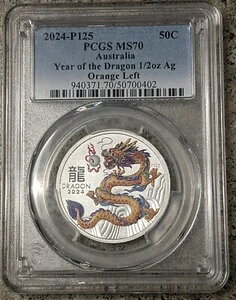 2024-P125 50C
PCGS MS70
Australia
Year of the Dragon 1/2oz Ag
Orange Left
940371.70/50700402
龍
DRAGON
2024